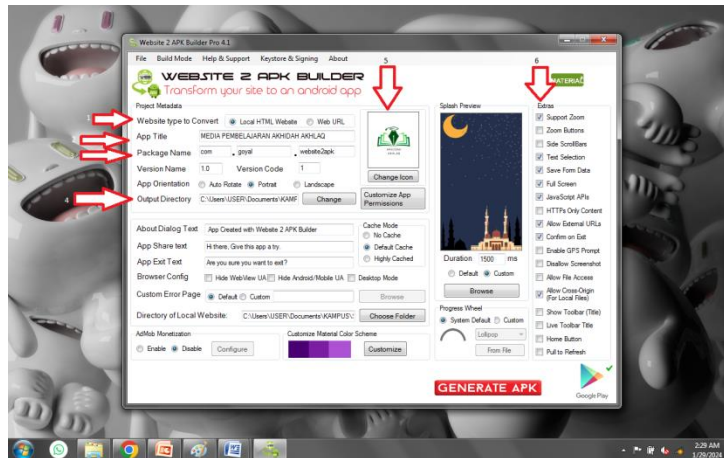 Website 2 APK Builder Pro 4.1
File Build Mode Help & Support Keystore & Signing About
5
6
WEBSITE 2 APK BUILDER
Transform your site to an android app
MATERIAL
Project Metadata
1
Website type to Convert Local HTML Website Web URL
App Title MEDIA PEMBELAJARAN AKHIDAH AKHLAQ
Package Name com . gsyal . website2apk
Version Name 1.0 Version Code 1
App Orientation Auto Rotate Portrait Landscape
4
Output Directory C:\Users\USER\Documents\KAMF Change
Change Icon
Customize App
Permissions
About Dialog Text App Created with Website 2 APK Builder
App Share text Hi there, Give this app a try.
App Exit Text Are you sure you want to exit?
Browser Config Hide WebView UA Hide Android/Mobile UA Desktop Mode
Custom Error Page Default Custom Browse
Directory of Local Website: C:\Users\USER\Documents\KAMPUS\ Choose Folder
Cache Mode
No Cache
Default Cache
Highly Cached
AdMob Monetization
Enable Disable Configure
Customize Material Color Scheme
Customize
Splash Preview
Duration 1500 ms
Default Custom
Browse
Progress Wheel
System Default Custom
Lollipop
From File
Extras
Support Zoom
Zoom Buttons
Side ScrollBars
Text Selection
Save Form Data
Full Screen
JavaScript APIs
HTTPs Only Content
Allow External URLs
Confirm on Exit
Enable GPS Prompt
Disallow Screenshot
Allow File Access
Allow Cross-Origin
(For Local Files)
Show Toolbar (Title)
Live Toolbar Title
Home Button
Pull to Refresh
GENERATE APK
Google Play
2:29 AM
1/29/2024